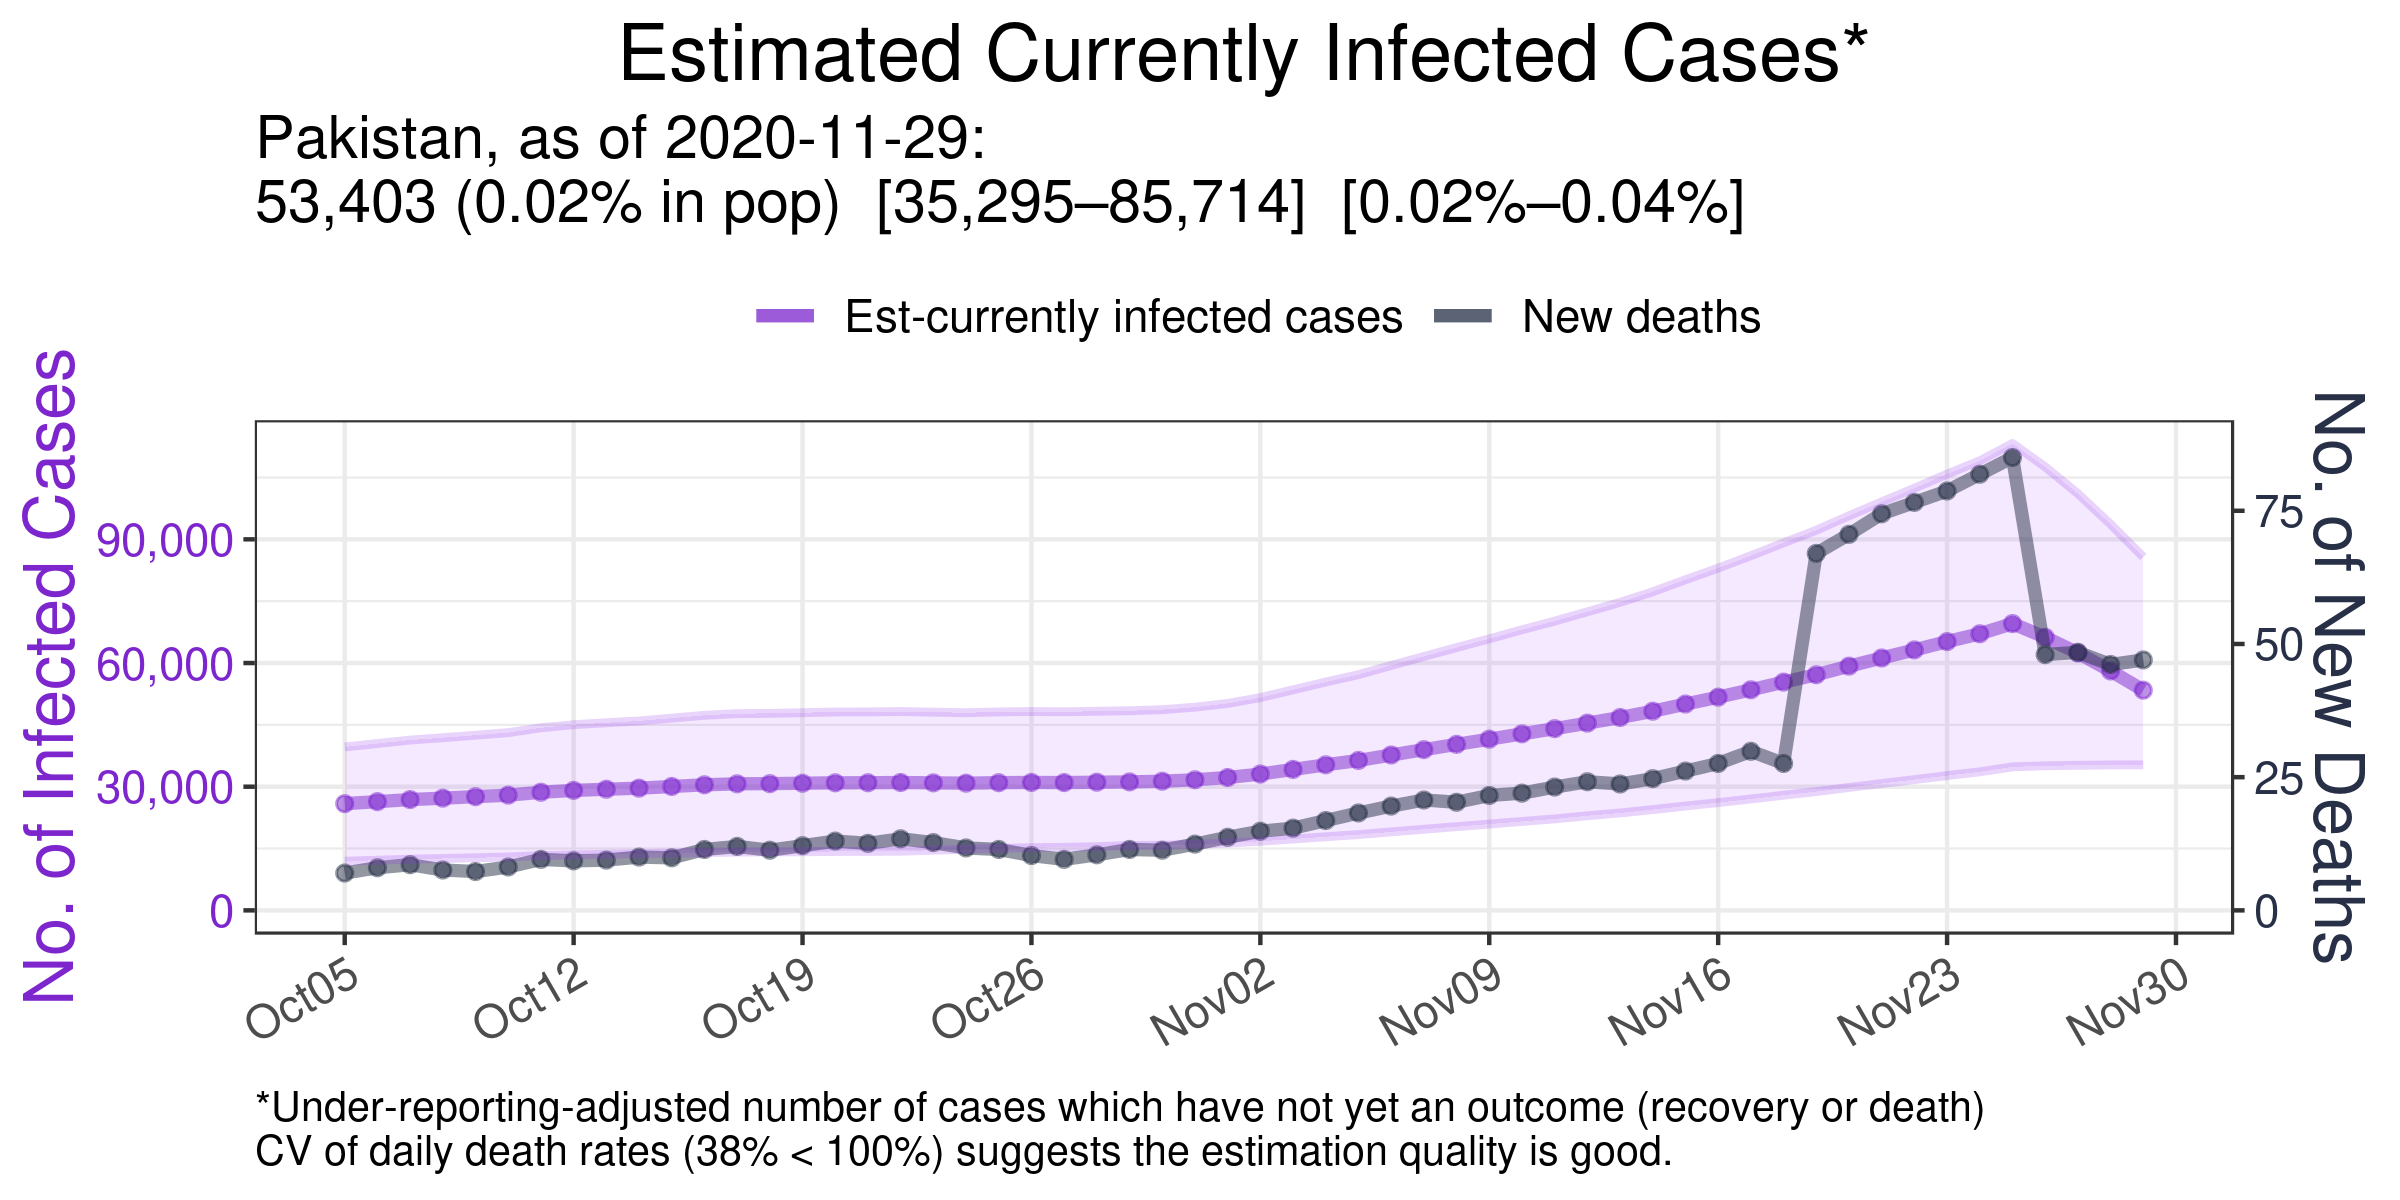 Estimated Currently Infected Cases*
Pakistan, as of 2020-11-29:
53,403 (0.02% in pop) [35,295–85,714] [0.02%–0.04%]
Est-currently infected cases
New deaths
No. of Infected Cases
90,000
60,000
30,000
0
No. of New Deaths
75
50
25
0
Oct05
Oct12
Oct19
Oct26
Nov02
Nov09
Nov16
Nov23
Nov30
*Under-reporting-adjusted number of cases which have not yet an outcome (recovery or death)
CV of daily death rates (38% < 100%) suggests the estimation quality is good.